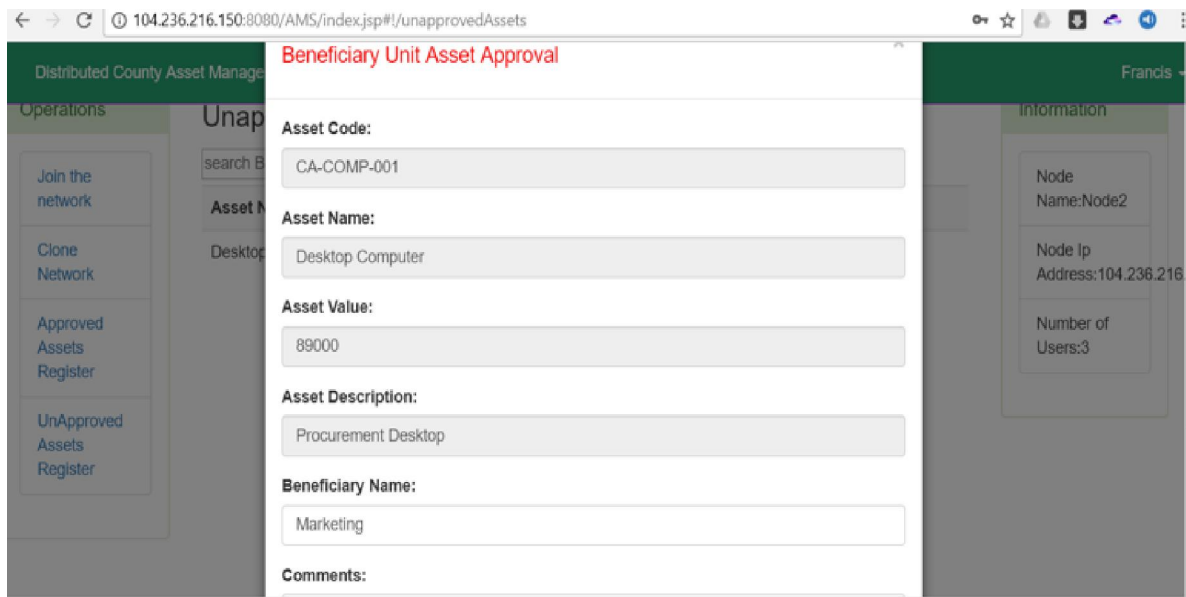 104.236.216.150:8080/AMS/index.jsp#!/unapprovedAssets
Beneficiary Unit Asset Approval
Distributed County Asset Manage
Francis
Operations
Unap
Information
Asset Code:
search B
CA-COMP-001
Join the
network
Node
Name:Node2
Asset N
Asset Name:
Clone
Network
Desktop
Desktop Computer
Node Ip
Address:104.236.216.
Asset Value:
Approved
Assets
Register
89000
Number of
Users:3
Asset Description:
UnApproved
Assets
Register
Procurement Desktop
Beneficiary Name:
Marketing
Comments: